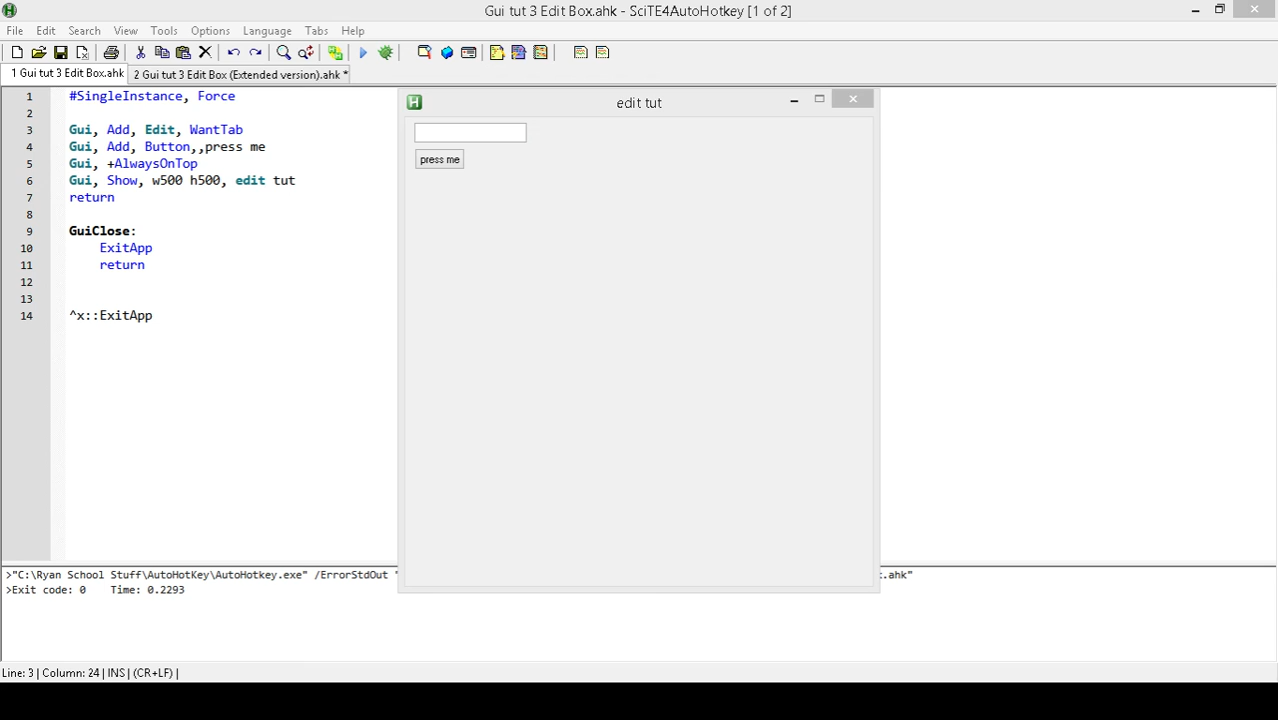 Gui tut 3 Edit Box.ahk - SciTE4AutoHotkey [1 of 2]
File Edit Search View Tools Options Language Tabs Help
1 Gui tut 3 Edit Box.ahk 2 Gui tut 3 Edit Box (Extended version).ahk *
1 #SingleInstance, Force
2
3 Gui, Add, Edit, WantTab
4 Gui, Add, Button,,press me
5 Gui, +AlwaysOnTop
6 Gui, Show, w500 h500, edit tut
7 return
8
9 GuiClose:
10 ExitApp
11 return
12
13
14 ^x::ExitApp
edit tut
press me
>"C:\Ryan School Stuff\AutoHotKey\AutoHotkey.exe" /ErrorStdOut " .ahk"
>Exit code: 0 Time: 0.2293
Line: 3 | Column: 24 | INS | (CR+LF) |